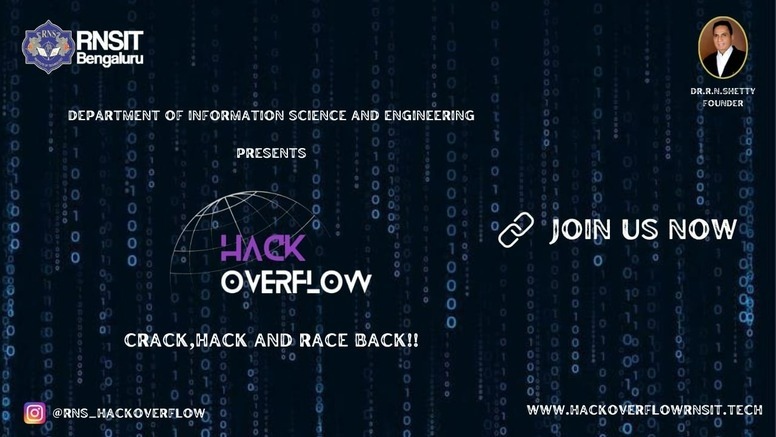 RNSIT
Bengaluru
RNSIT
DR.R.N.SHETTY
FOUNDER
DEPARTMENT OF INFORMATION SCIENCE AND ENGINEERING
PRESENTS
HACK
OVERFLOW
JOIN US NOW
CRACK,HACK AND RACE BACK!!
@RNS_HACKOVERFLOW
WWW.HACKOVERFLOWRNSIT.TECH